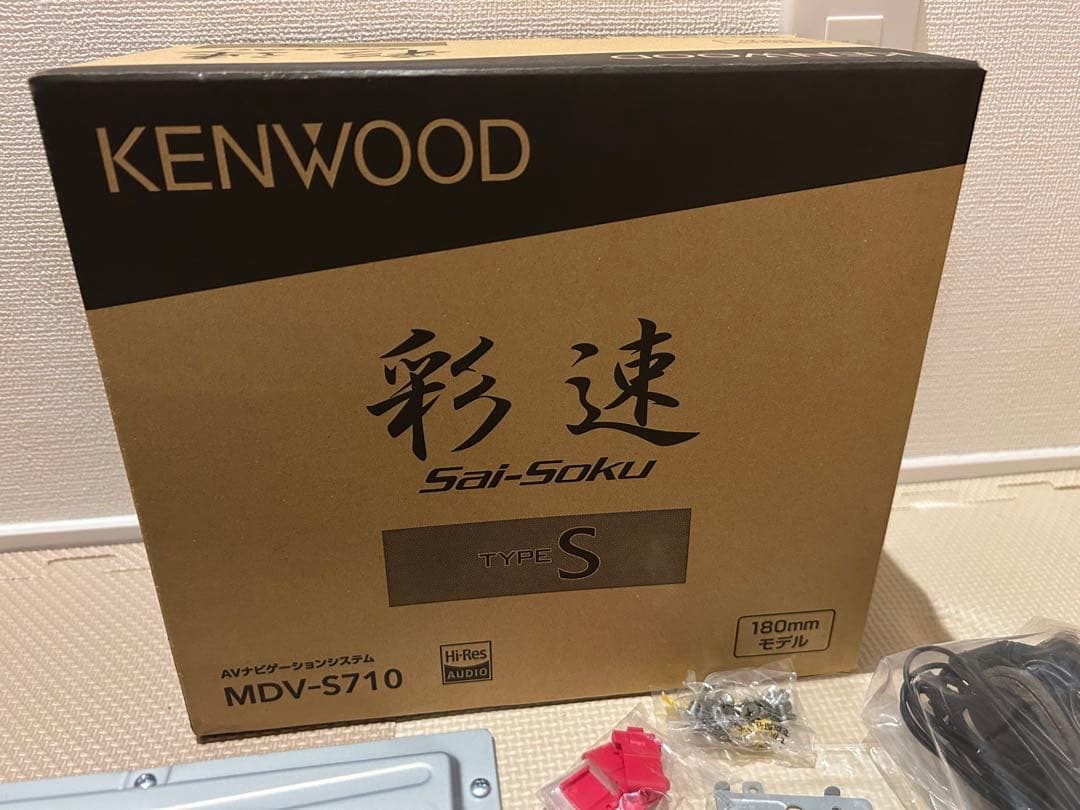 KENWOOD
KENWOOD
彩速
Sai-Soku
TYPE S
180mm
モデル
AVナビゲーションシステム
MDV-S710
Hi-Res
AUDIO